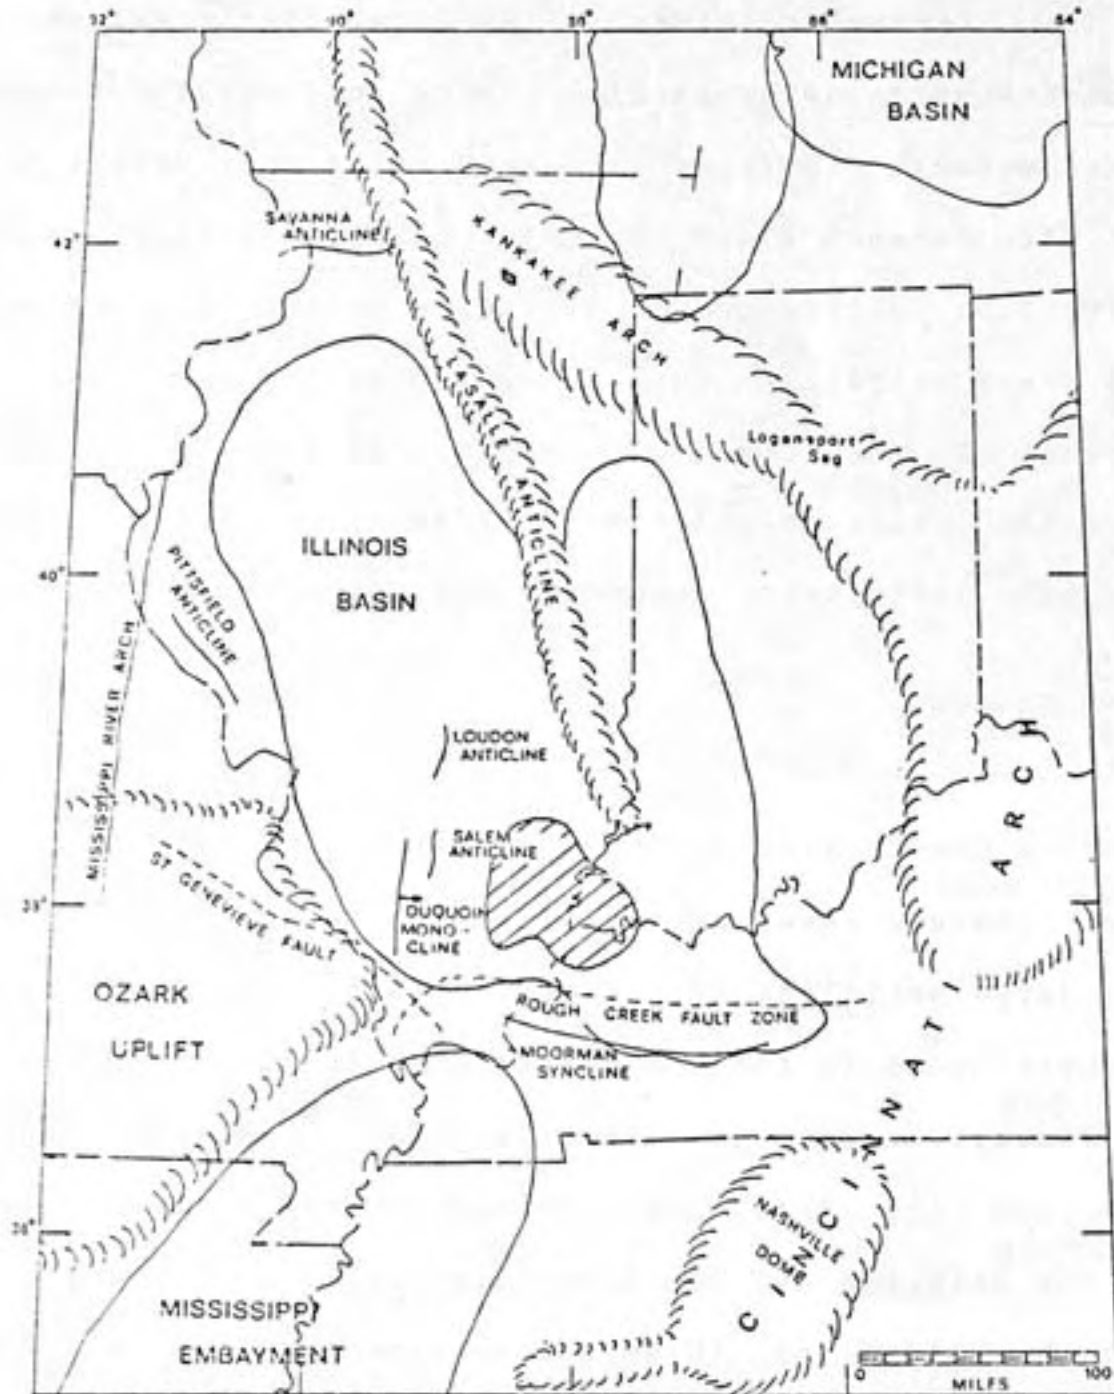 92°
90°
88°
86°
84°
MICHIGAN
BASIN
SAVANNA
ANTICLINE
42°
KANKAKEE ARCH
LASALLE ANTICLINE
Logansport
Sag
ILLINOIS
BASIN
40°
PITTSFIELD
ANTICLINE
MISSISSIPPI RIVER ARCH
LOUDON
ANTICLINE
SALEM
ANTICLINE
ST GENEVIEVE FAULT
DUQUOIN
MONO-
CLINE
OZARK
UPLIFT
ROUGH CREEK FAULT ZONE
MOORMAN
SYNCLINE
CINCINNATI ARCH
NASHVILLE
DOME
MISSISSIPPI
EMBAYMENT
0 100
MILES